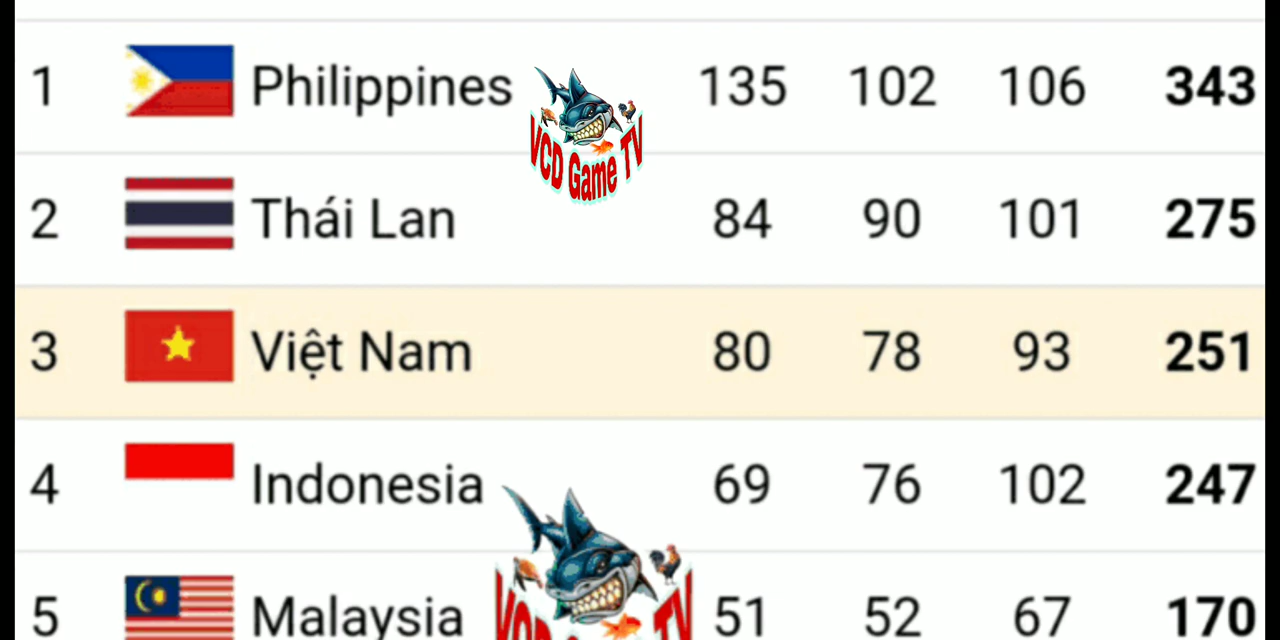 1 Philippines 135 102 106 343
VCD Game TV
2 Thái Lan 84 90 101 275
3 Việt Nam 80 78 93 251
4 Indonesia 69 76 102 247
5 Malaysia 51 52 67 170